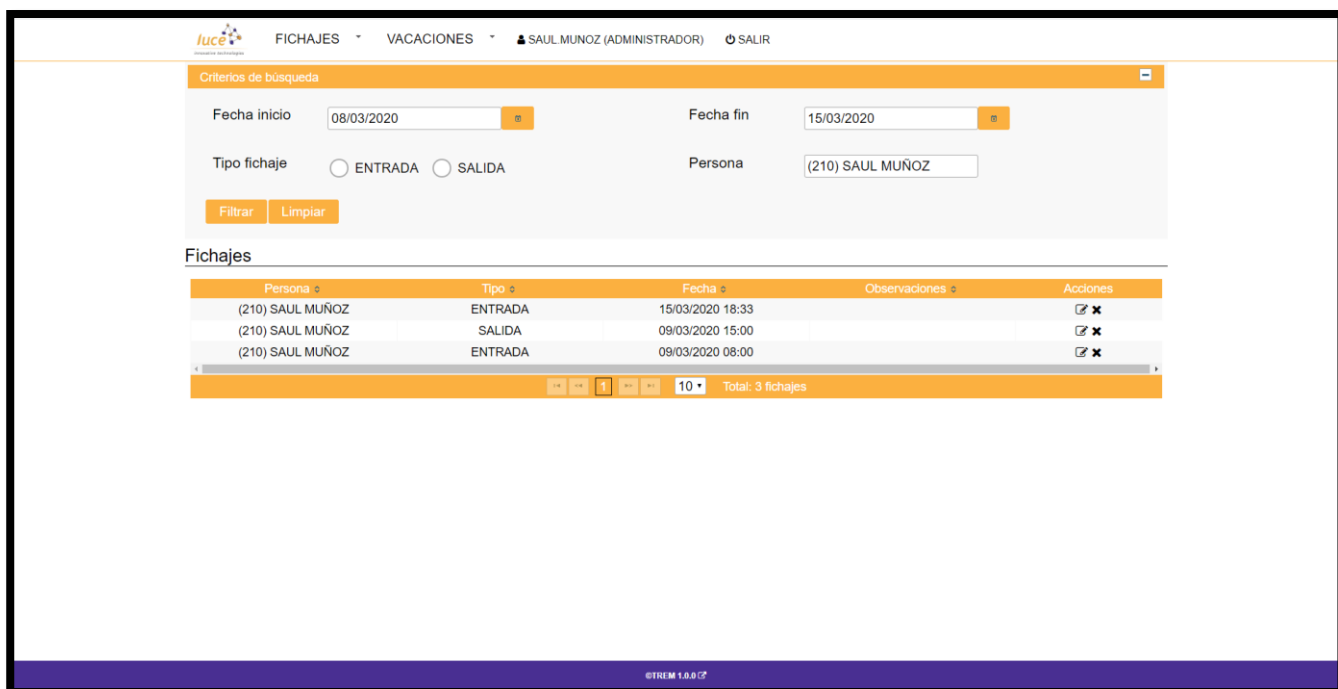 luce
innovative technologies
FICHAJES VACACIONES SAUL.MUNOZ (ADMINISTRADOR) SALIR
Criterios de búsqueda
Fecha inicio 08/03/2020 Fecha fin 15/03/2020
Tipo fichaje ENTRADA SALIDA Persona (210) SAUL MUÑOZ
Filtrar Limpiar
Fichajes
Persona Tipo Fecha Observaciones Acciones
(210) SAUL MUÑOZ ENTRADA 15/03/2020 18:33
(210) SAUL MUÑOZ SALIDA 09/03/2020 15:00
(210) SAUL MUÑOZ ENTRADA 09/03/2020 08:00
1 10 Total: 3 fichajes
©TREM 1.0.0